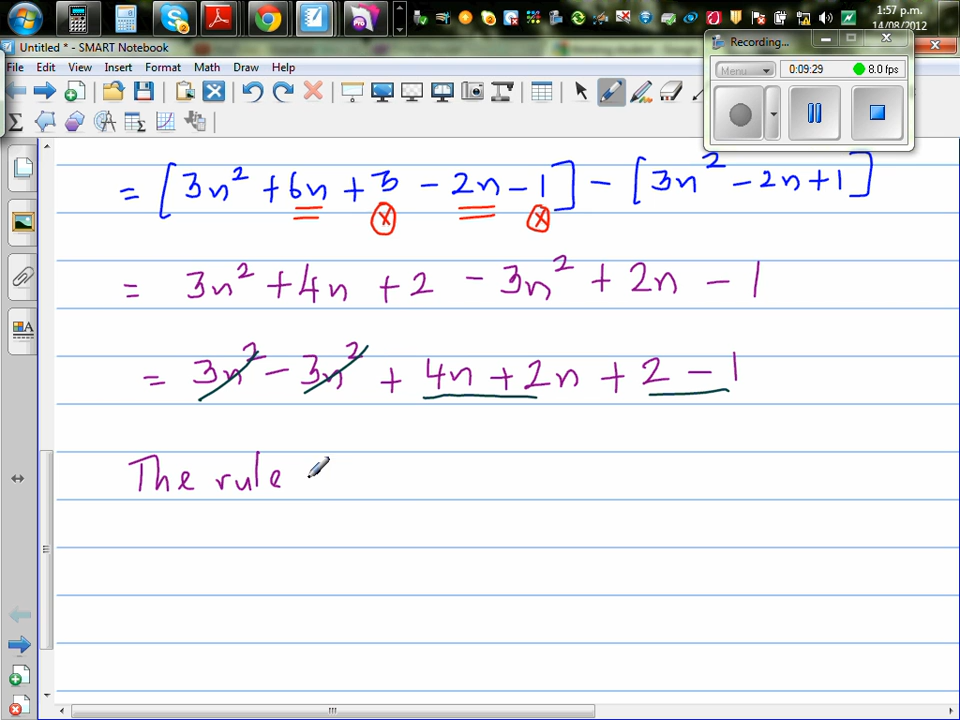 1:57 p.m.
14/08/2012
Untitled * - SMART Notebook
Recording...
File Edit View Insert Format Math Draw Help
Menu 0:09:29 8.0 fps
= [3n² + 6n + 3 - 2n - 1] - [3n² - 2n + 1]
= 3n² + 4n + 2 - 3n² + 2n - 1
= 3n² - 3n² + 4n + 2n + 2 - 1
The rule